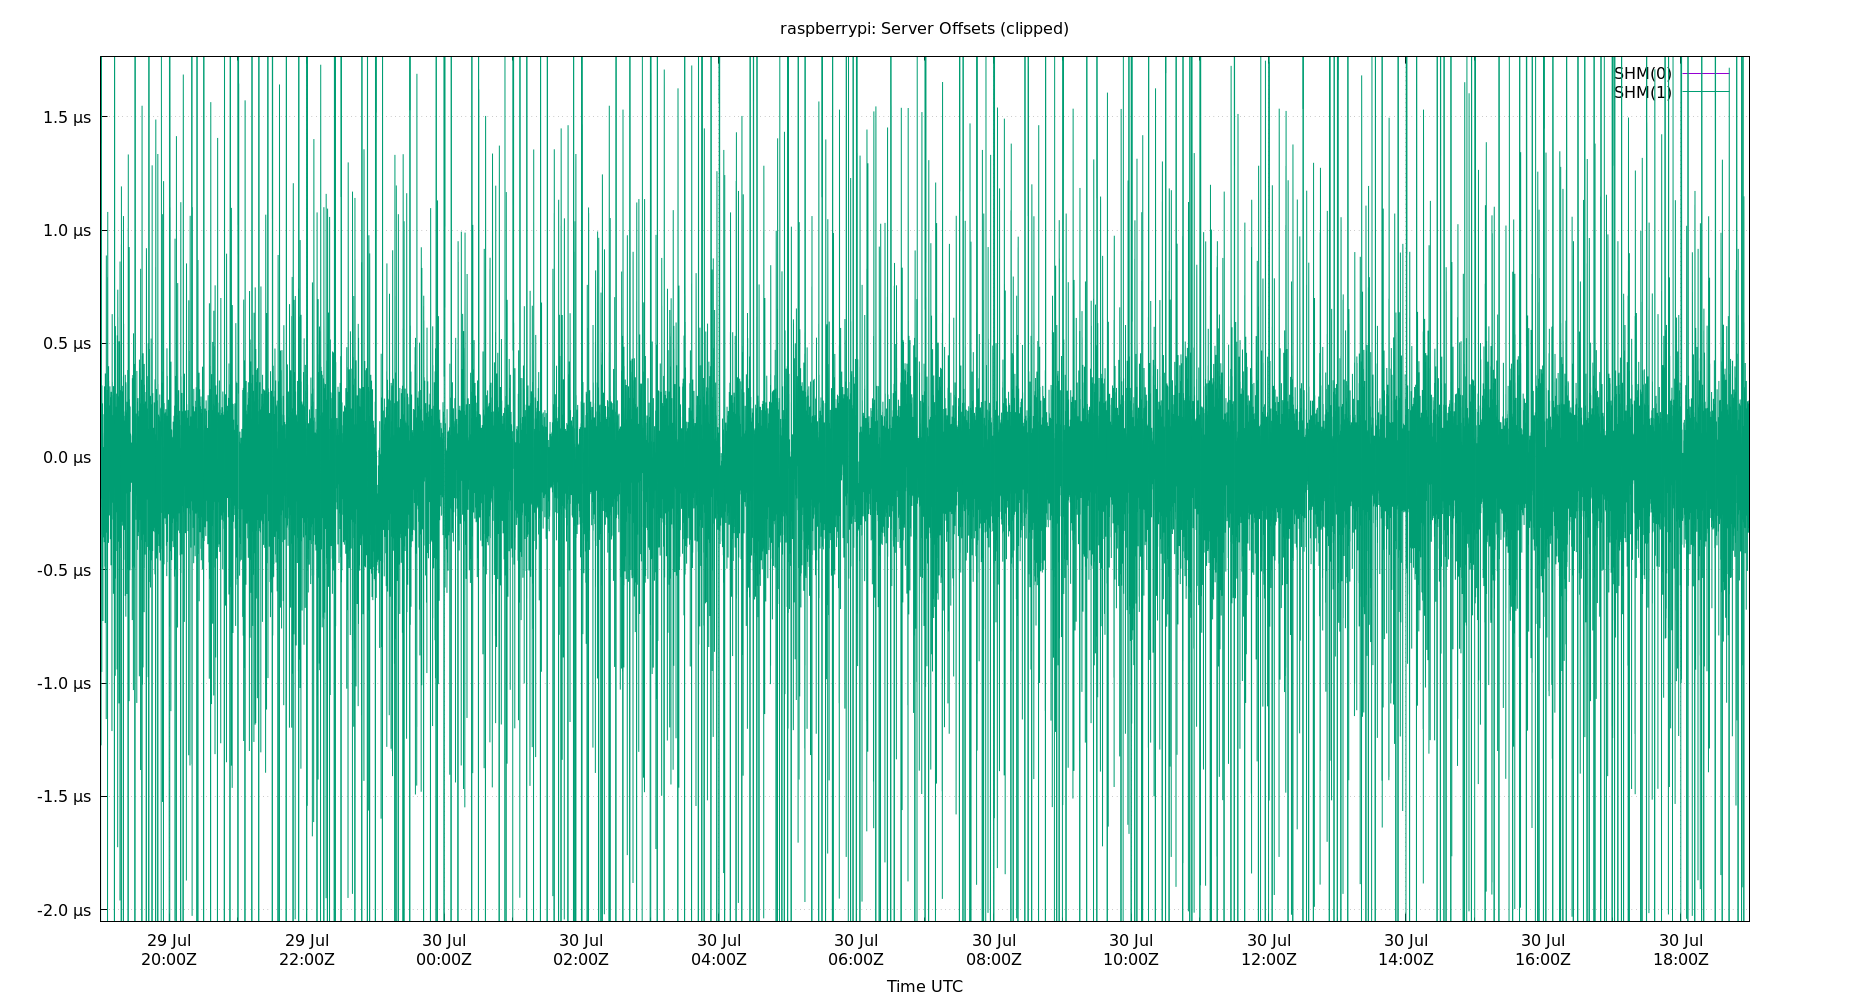 raspberrypi: Server Offsets (clipped)
SHM(0)
SHM(1)
1.5 µs
1.0 µs
0.5 µs
0.0 µs
-0.5 µs
-1.0 µs
-1.5 µs
-2.0 µs
29 Jul 29 Jul 30 Jul 30 Jul 30 Jul 30 Jul 30 Jul 30 Jul 30 Jul 30 Jul 30 Jul 30 Jul
20:00Z 22:00Z 00:00Z 02:00Z 04:00Z 06:00Z 08:00Z 10:00Z 12:00Z 14:00Z 16:00Z 18:00Z
Time UTC